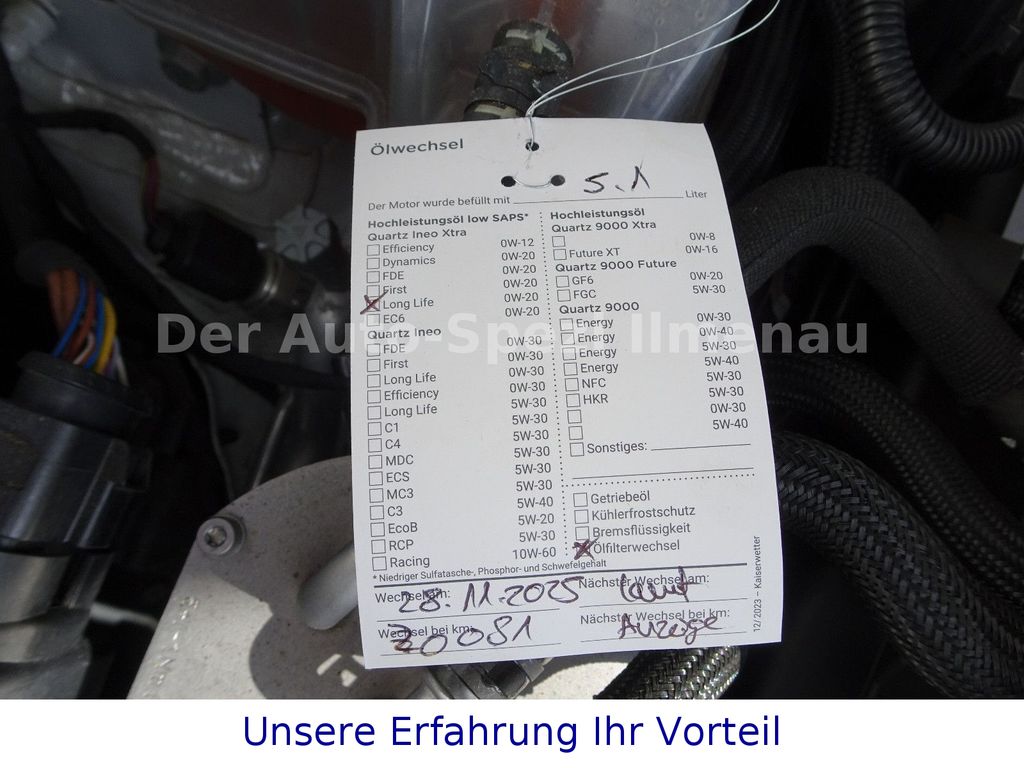 Ölwechsel
Der Motor wurde befüllt mit 5.1 Liter
Hochleistungsöl low SAPS*
Quartz Ineo Xtra
Efficiency 0W-12
Dynamics 0W-20
FDE 0W-20
First 0W-20
Long Life 0W-20
EC6 0W-20
Quartz Ineo
FDE 0W-30
First 0W-30
Long Life 0W-30
Efficiency 0W-30
Long Life 5W-30
C1 5W-30
C4 5W-30
MDC 5W-30
ECS 5W-30
MC3 5W-30
C3 5W-40
EcoB 5W-20
RCP 5W-30
Racing 10W-60
* Niedriger Sulfatasche-, Phosphor- und Schwefelgehalt
Hochleistungsöl
Quartz 9000 Xtra
0W-8
Future XT 0W-16
Quartz 9000 Future
GF6 0W-20
FGC 5W-30
Quartz 9000
Energy 0W-30
Energy 0W-40
Energy 5W-30
Energy 5W-40
NFC 5W-30
HKR 5W-30
0W-30
5W-40
Sonstiges:
Getriebeöl
Kühlerfrostschutz
Bremsflüssigkeit
Ölfilterwechsel
Wechsel am: 28.11.2025
Nächster Wechsel am: laut
Wechsel bei km: 20081
Nächster Wechsel bei km: Anzeige
12/2023 – Kaiserwetter
Der Auto-Spezi Ilmenau
Unsere Erfahrung Ihr Vorteil